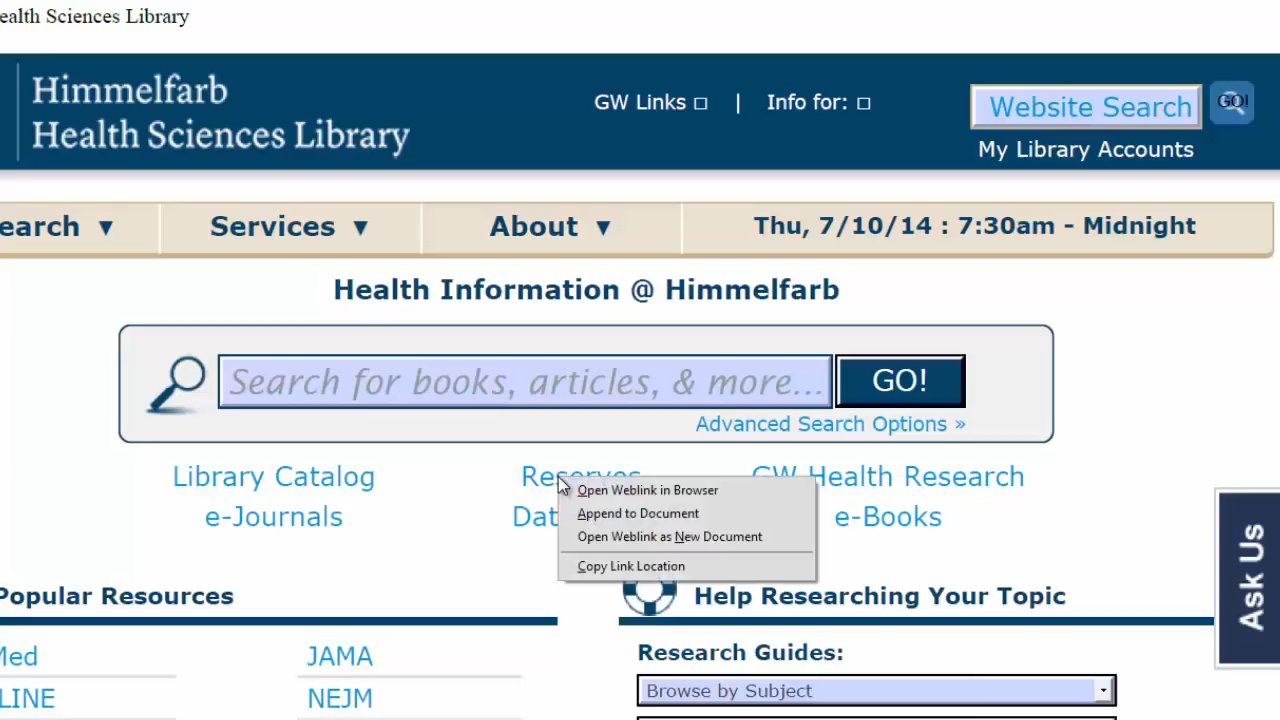 ealth Sciences Library
Himmelfarb
Health Sciences Library
GW Links □ | Info for: □
Website Search
GO!
My Library Accounts
earch ▼ Services ▼ About ▼ Thu, 7/10/14 : 7:30am - Midnight
Health Information @ Himmelfarb
Search for books, articles, & more... GO!
Advanced Search Options »
Library Catalog Reserves GW Health Research
e-Journals Dat e-Books
Open Weblink in Browser
Append to Document
Open Weblink as New Document
Copy Link Location
Ask Us
Popular Resources Help Researching Your Topic
Med JAMA Research Guides:
LINE NEJM Browse by Subject